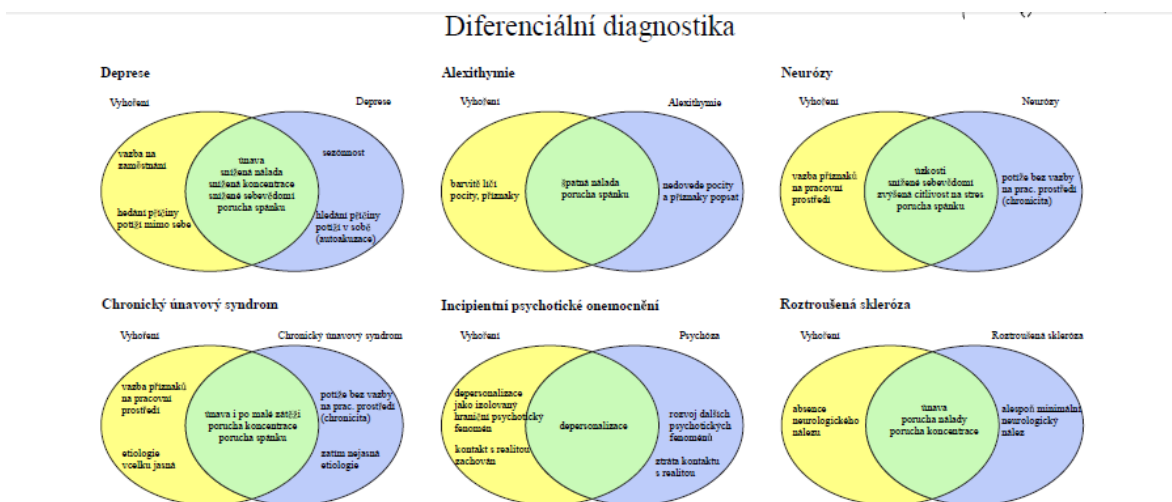 Diferenciální diagnostika
Deprese
Vyhoření
Deprese
vazba na
zaměstnání
hedání příčiny
potíží mimo sebe
únava
snížená nálada
snížená koncentrace
snížené sebevědomí
porucha spánku
sezónnost
hledání příčiny
potíží v sobě
(autoakuzace)
Alexithymie
Vyhoření
Alexithymie
barvitě líčí
pocity, příznaky
špatná nálada
porucha spánku
nedovede pocity
a příznaky popsat
Neurózy
Vyhoření
Neurózy
vazba příznaků
na pracovní
prostředí
úzkosti
snížené sebevědomí
zvýšená citlivost na stres
porucha spánku
potíže bez vazby
na prac. prostředí
(chronicita)
Chronický únavový syndrom
Vyhoření
Chronický únavový syndrom
vazba příznaků
na pracovní
prostředí
etiologie
vcelku jasná
únava i po malé zátěži
porucha koncentrace
porucha spánku
potíže bez vazby
na prac. prostředí
(chronicita)
zatím nejasná
etiologie
Incipientní psychotické onemocnění
Vyhoření
Psychóza
depersonalizace
jako izolovaný
hraniční psychotický
fenomén
kontakt s realitou
zachován
depersonalizace
rozvoj dalších
psychotických
fenoménů
ztráta kontaktu
s realitou
Roztroušená skleróza
Vyhoření
Roztroušená skleróza
absence
neurologického
nálezu
únava
porucha nálady
porucha koncentrace
alespoň minimální
neurologický
nález